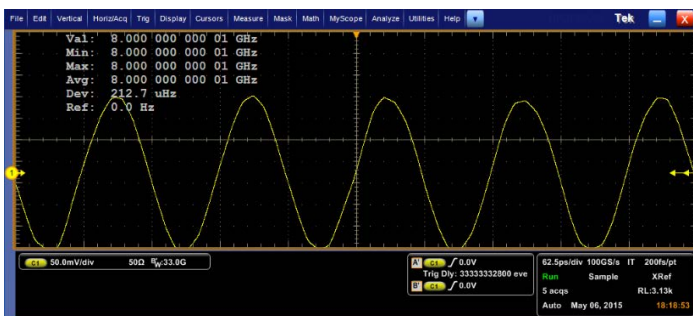 File Edit Vertical Horiz/Acq Trig Display Cursors Measure Mask Math MyScope Analyze Utilities Help Tek X
Val: 8.000 000 000 01 GHz
Min: 8.000 000 000 01 GHz
Max: 8.000 000 000 01 GHz
Avg: 8.000 000 000 01 GHz
Dev: 212.7 uHz
Ref: 0.0 Hz
1
C1 50.0mV/div 50Ω BW:33.0G
A' C1 0.0V
Trig Dly: 33333332800 eve
B' C1 0.0V
62.5ps/div 100GS/s IT 200fs/pt
Run Sample XRef
5 acqs RL:3.13k
Auto May 06, 2015 18:18:53